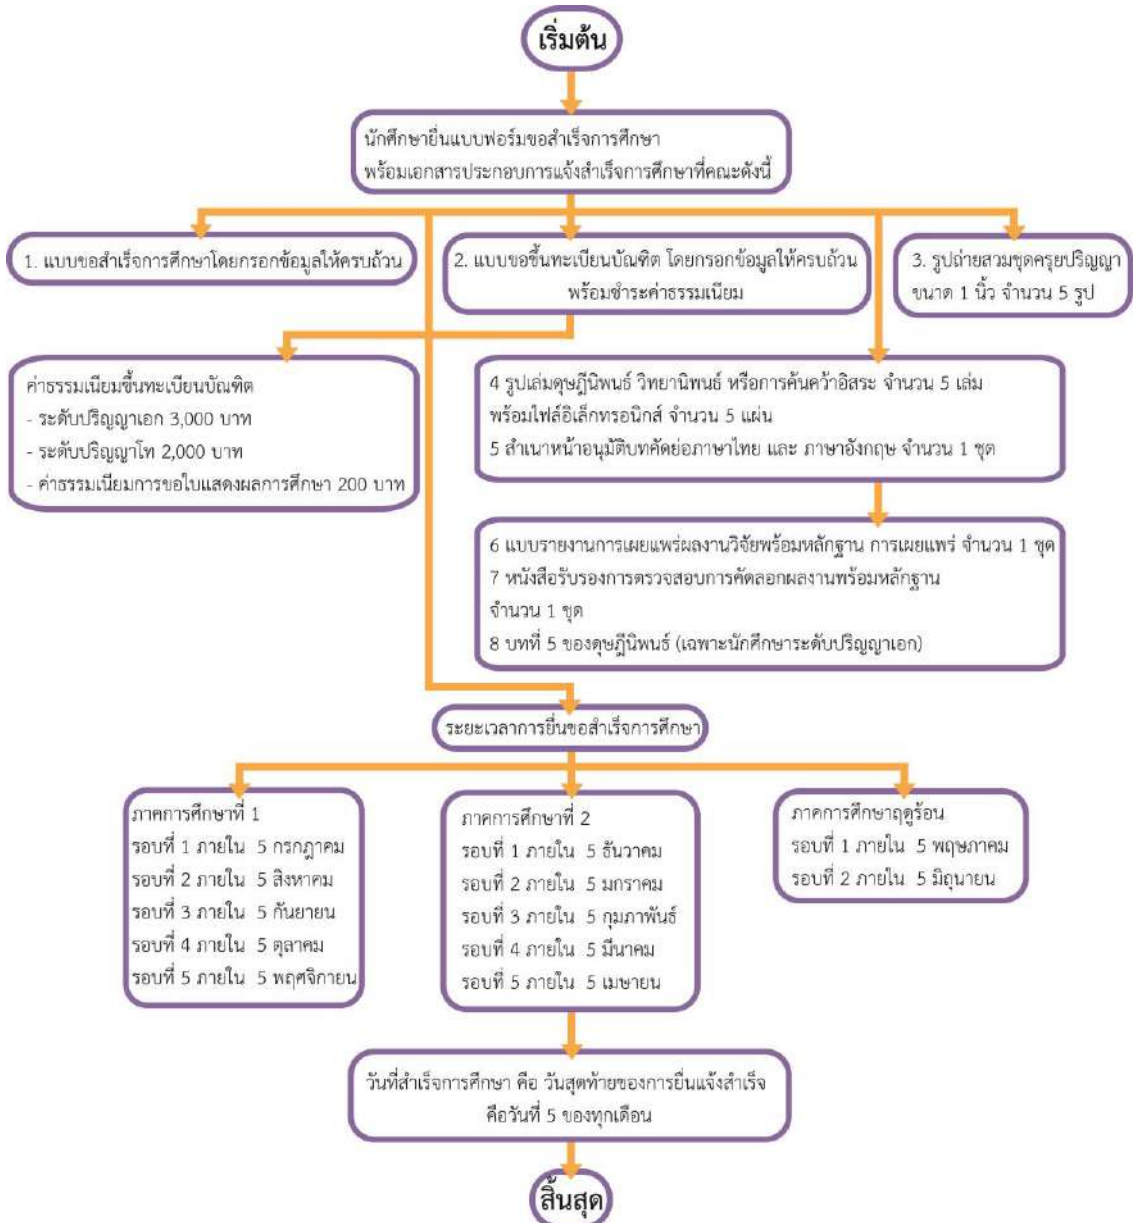 เริ่มต้น
นักศึกษายื่นแบบฟอร์มขอสำเร็จการศึกษา
พร้อมเอกสารประกอบการแจ้งสำเร็จการศึกษาที่คณะดังนี้
1. แบบขอสำเร็จการศึกษาโดยกรอกข้อมูลให้ครบถ้วน
2. แบบขอขึ้นทะเบียนบัณฑิต โดยกรอกข้อมูลให้ครบถ้วน
พร้อมชำระค่าธรรมเนียม
3. รูปถ่ายสวมชุดครุยปริญญา
ขนาด 1 นิ้ว จำนวน 5 รูป
ค่าธรรมเนียมขึ้นทะเบียนบัณฑิต
- ระดับปริญญาเอก 3,000 บาท
- ระดับปริญญาโท 2,000 บาท
- ค่าธรรมเนียมการขอใบแสดงผลการศึกษา 200 บาท
4 รูปเล่มดุษฎีนิพนธ์ วิทยานิพนธ์ หรือการค้นคว้าอิสระ จำนวน 5 เล่ม
พร้อมไฟล์อิเล็กทรอนิกส์ จำนวน 5 แผ่น
5 สำเนาหน้าอนุมัติบทคัดย่อภาษาไทย และ ภาษาอังกฤษ จำนวน 1 ชุด
6 แบบรายงานการเผยแพร่ผลงานวิจัยพร้อมหลักฐาน การเผยแพร่ จำนวน 1 ชุด
7 หนังสือรับรองการตรวจสอบการคัดลอกผลงานพร้อมหลักฐาน
จำนวน 1 ชุด
8 บทที่ 5 ของดุษฎีนิพนธ์ (เฉพาะนักศึกษาระดับปริญญาเอก)
ระยะเวลาการยื่นขอสำเร็จการศึกษา
ภาคการศึกษาที่ 1
รอบที่ 1 ภายใน 5 กรกฎาคม
รอบที่ 2 ภายใน 5 สิงหาคม
รอบที่ 3 ภายใน 5 กันยายน
รอบที่ 4 ภายใน 5 ตุลาคม
รอบที่ 5 ภายใน 5 พฤศจิกายน
ภาคการศึกษาที่ 2
รอบที่ 1 ภายใน 5 ธันวาคม
รอบที่ 2 ภายใน 5 มกราคม
รอบที่ 3 ภายใน 5 กุมภาพันธ์
รอบที่ 4 ภายใน 5 มีนาคม
รอบที่ 5 ภายใน 5 เมษายน
ภาคการศึกษาฤดูร้อน
รอบที่ 1 ภายใน 5 พฤษภาคม
รอบที่ 2 ภายใน 5 มิถุนายน
วันที่สำเร็จการศึกษา คือ วันสุดท้ายของการยื่นแจ้งสำเร็จ
คือวันที่ 5 ของทุกเดือน
สิ้นสุด